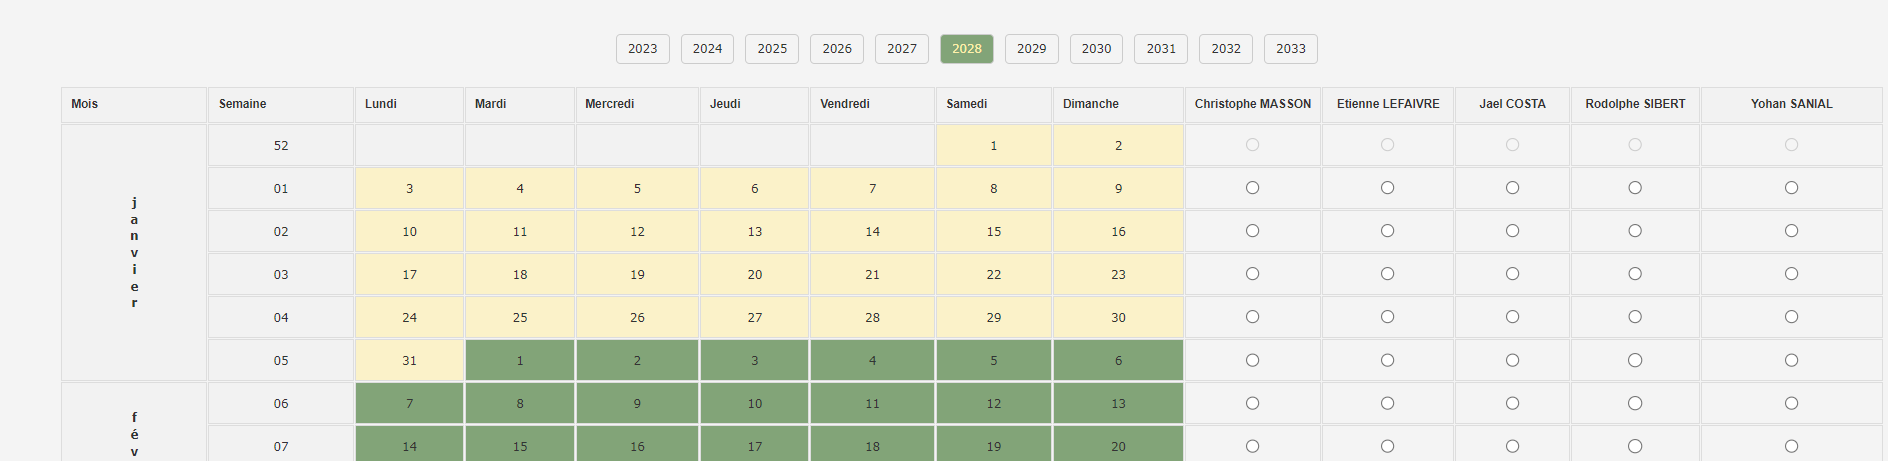 2023 2024 2025 2026 2027 2028 2029 2030 2031 2032 2033
Mois Semaine Lundi Mardi Mercredi Jeudi Vendredi Samedi Dimanche Christophe MASSON Etienne LEFAIVRE Jael COSTA Rodolphe SIBERT Yohan SANIAL
janvier
52 1 2
01 3 4 5 6 7 8 9
02 10 11 12 13 14 15 16
03 17 18 19 20 21 22 23
04 24 25 26 27 28 29 30
05 31 1 2 3 4 5 6
fév
06 7 8 9 10 11 12 13
07 14 15 16 17 18 19 20